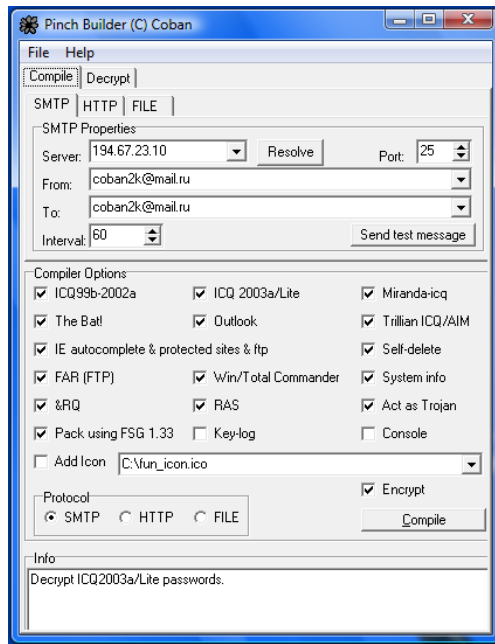 Pinch Builder (C) Coban
File Help
Compile Decrypt
SMTP HTTP FILE
SMTP Properties
Server: 194.67.23.10 Resolve Port: 25
From: coban2k@mail.ru
To: coban2k@mail.ru
Interval: 60 Send test message
Compiler Options
ICQ99b-2002a ICQ 2003a/Lite Miranda-icq
The Bat! Outlook Trillian ICQ/AIM
IE autocomplete & protected sites & ftp Self-delete
FAR (FTP) Win/Total Commander System info
&RQ RAS Act as Trojan
Pack using FSG 1.33 Key-log Console
Add Icon C:\fun_icon.ico
Encrypt
Protocol
SMTP HTTP FILE Compile
Info
Decrypt ICQ2003a/Lite passwords.